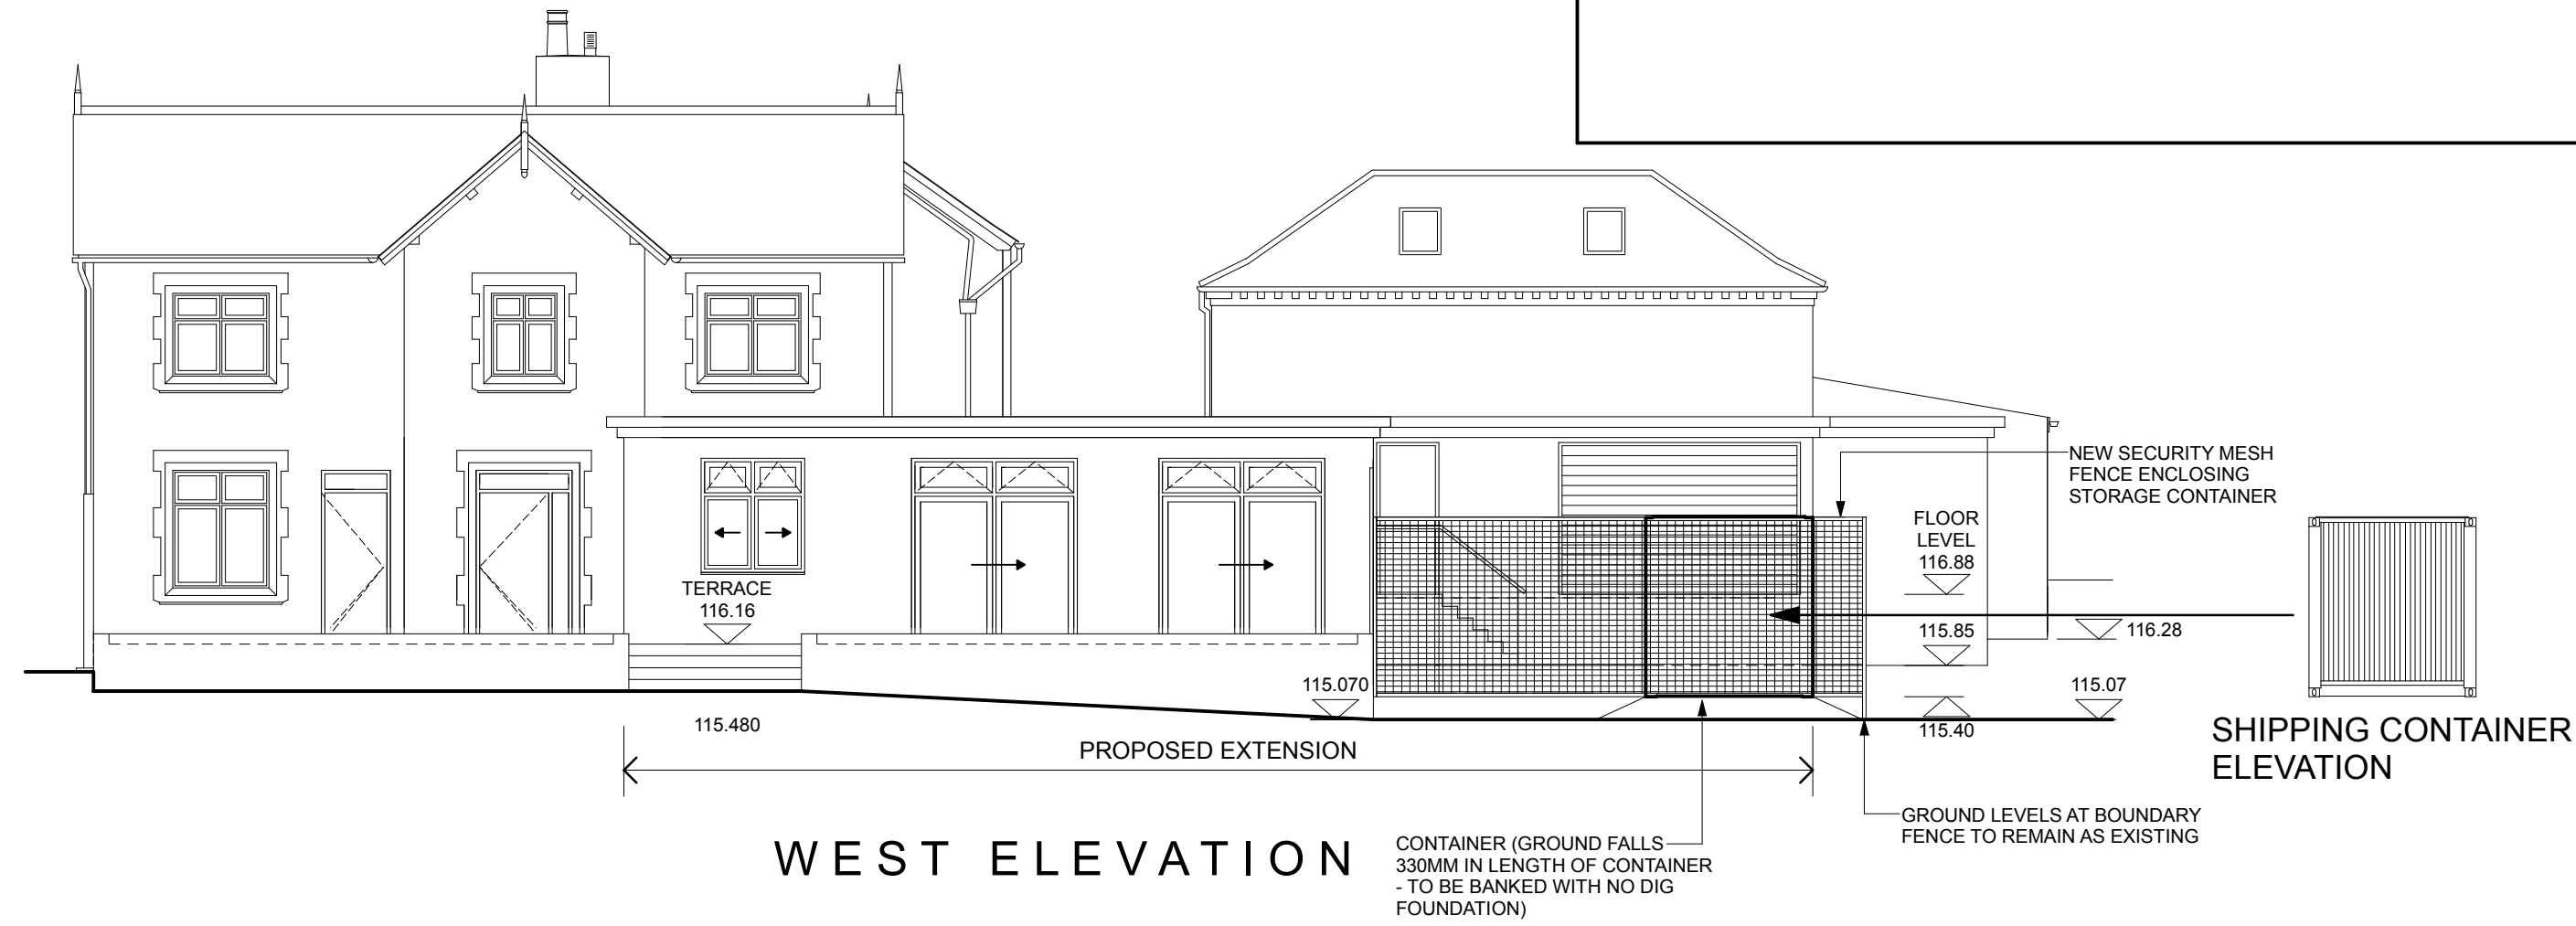 NEW SECURITY MESH
FENCE ENCLOSING
STORAGE CONTAINER
FLOOR
LEVEL
116.88
TERRACE
116.16
115.85
116.28
115.070
115.07
115.480
115.40
PROPOSED EXTENSION
SHIPPING CONTAINER
ELEVATION
GROUND LEVELS AT BOUNDARY
FENCE TO REMAIN AS EXISTING
WEST ELEVATION
CONTAINER (GROUND FALLS
330MM IN LENGTH OF CONTAINER
- TO BE BANKED WITH NO DIG
FOUNDATION)